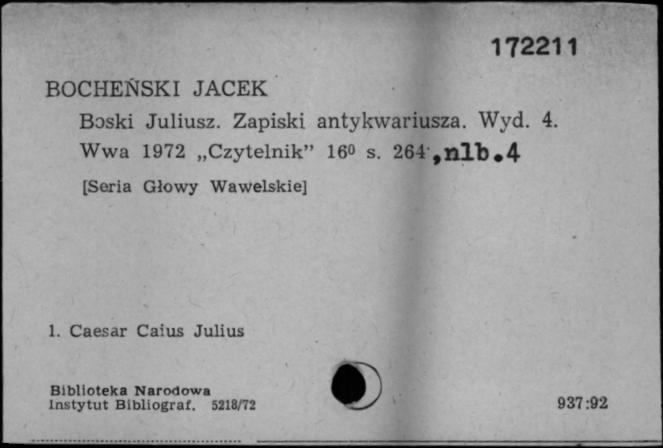 172211
BOCHEŃSKI JACEK
Boski Juliusz. Zapiski antykwariusza. Wyd. 4.
Wwa 1972 „Czytelnik” 16⁰ s. 264, nlb.4
[Seria Głowy Wawelskie]
1. Caesar Caius Julius
Biblioteka Narodowa
Instytut Bibliograf. 5218/72
937:92